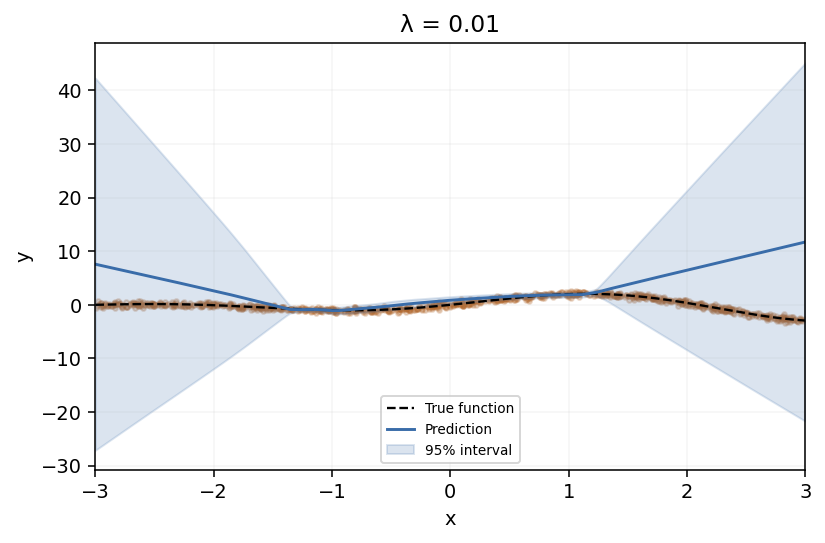 λ = 0.01
y
40
30
20
10
0
−10
−20
−30
True function
Prediction
95% interval
−3
−2
−1
0
1
2
3
x